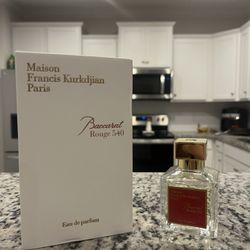 Maison
Francis Kurkdjian
Paris
Baccarat
Rouge 540
Eau de parfum